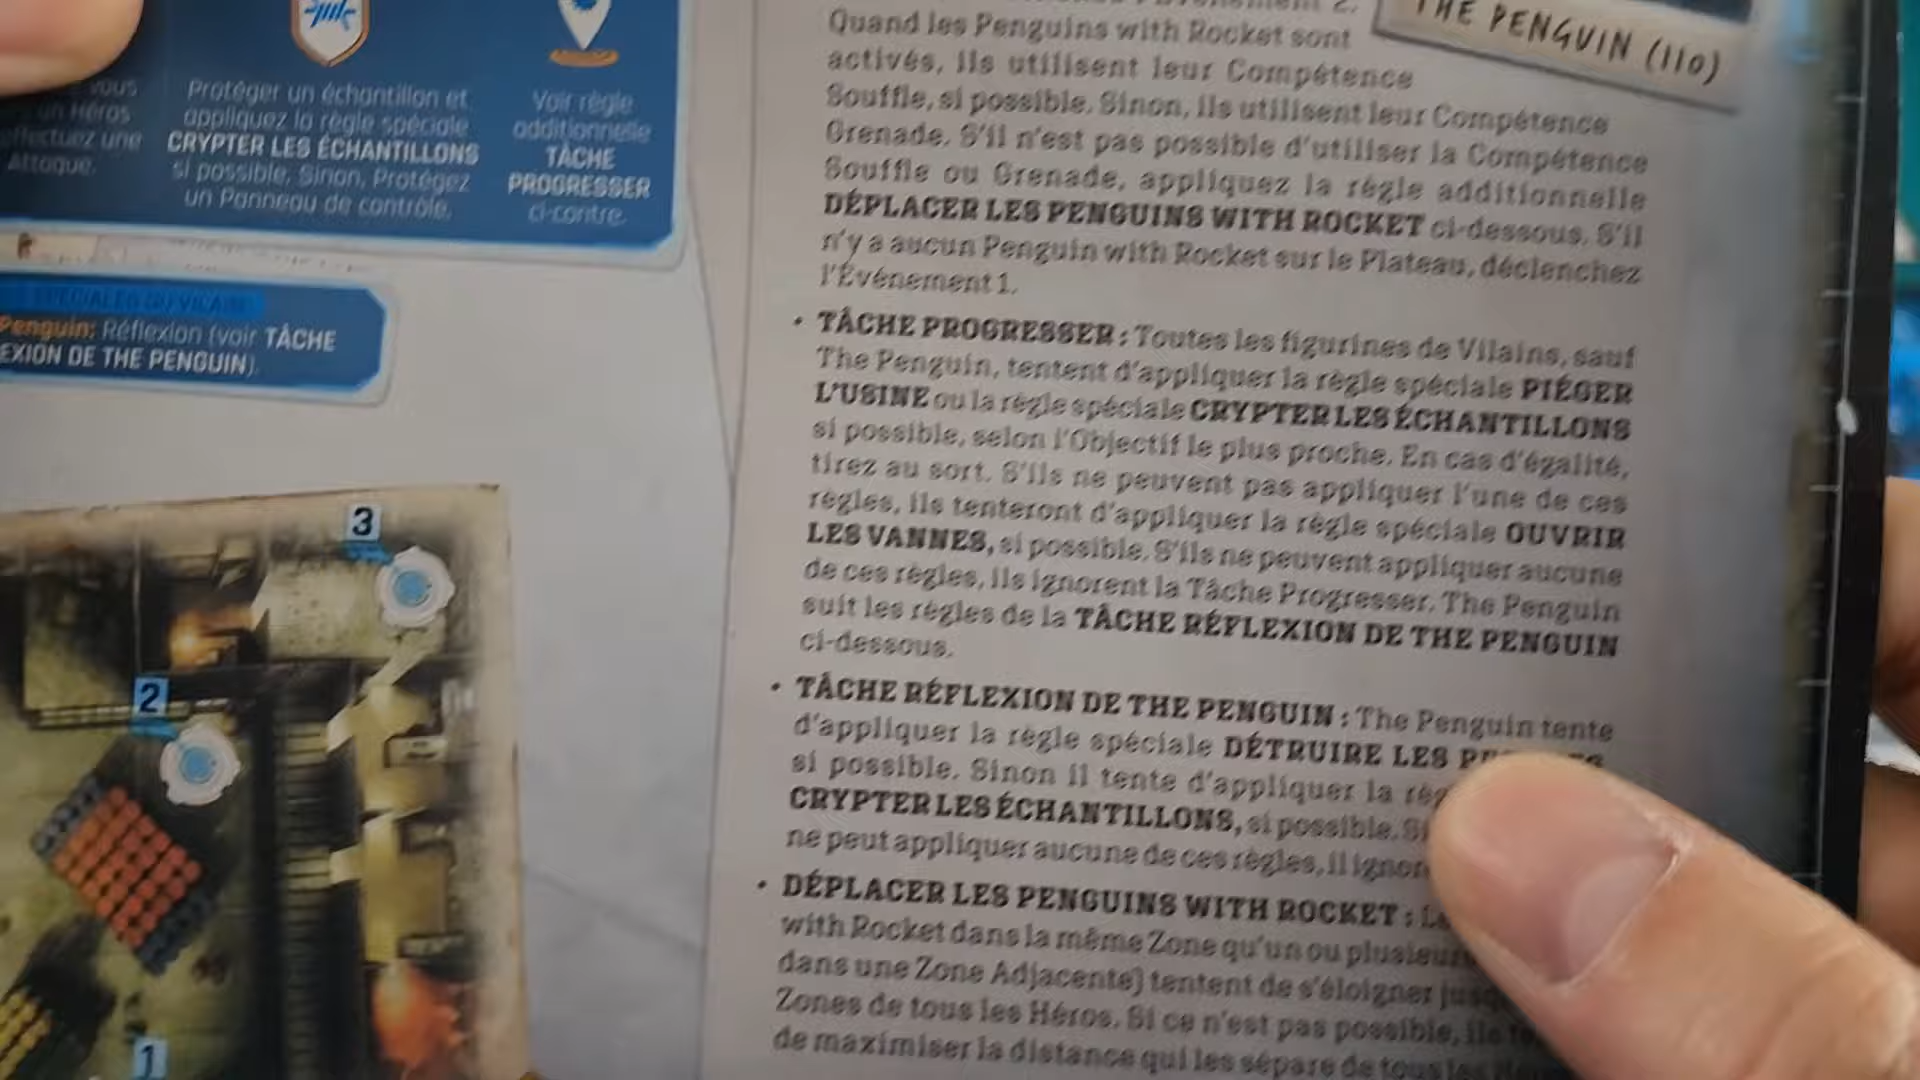 vous
un Héros
effectuez une
Attaque.
Protéger un échantillon et
appliquez la règle spéciale
CRYPTER LES ÉCHANTILLONS
si possible. Sinon, Protégez
un Panneau de contrôle.
Voir règle
additionnelle
TÂCHE
PROGRESSER
ci-contre.
SPÉCIALES DU VILAIN
Penguin: Réflexion (voir TÂCHE
EXION DE THE PENGUIN).
3
2
1
THE PENGUIN (110)
2.
Quand les Penguins with Rocket sont
activés, ils utilisent leur Compétence
Souffle, si possible. Sinon, ils utilisent leur Compétence
Grenade. S'il n'est pas possible d'utiliser la Compétence
Souffle ou Grenade, appliquez la règle additionnelle
DÉPLACER LES PENGUINS WITH ROCKET ci-dessous. S'il
n'y a aucun Penguin with Rocket sur le Plateau, déclenchez
l'Événement 1.
• TÂCHE PROGRESSER : Toutes les figurines de Vilains, sauf
The Penguin, tentent d'appliquer la règle spéciale PIÉGER
L'USINE ou la règle spéciale CRYPTER LES ÉCHANTILLONS
si possible, selon l'Objectif le plus proche. En cas d'égalité,
tirez au sort. S'ils ne peuvent pas appliquer l'une de ces
règles, ils tenteront d'appliquer la règle spéciale OUVRIR
LES VANNES, si possible. S'ils ne peuvent appliquer aucune
de ces règles, ils ignorent la Tâche Progresser. The Penguin
suit les règles de la TÂCHE RÉFLEXION DE THE PENGUIN
ci-dessous.
• TÂCHE RÉFLEXION DE THE PENGUIN : The Penguin tente
d'appliquer la règle spéciale DÉTRUIRE LES
si possible. Sinon il tente d'appliquer la
CRYPTER LES ÉCHANTILLONS, si possible.
ne peut appliquer aucune de ces règles, il
• DÉPLACER LES PENGUINS WITH ROCKET :
with Rocket dans la même Zone qu'un ou
dans une Zone Adjacente) tentent de s'éloigner
Zones de tous les Héros. Si ce n'est pas possible, ils
de maximiser la distance qui les sépare de tous les